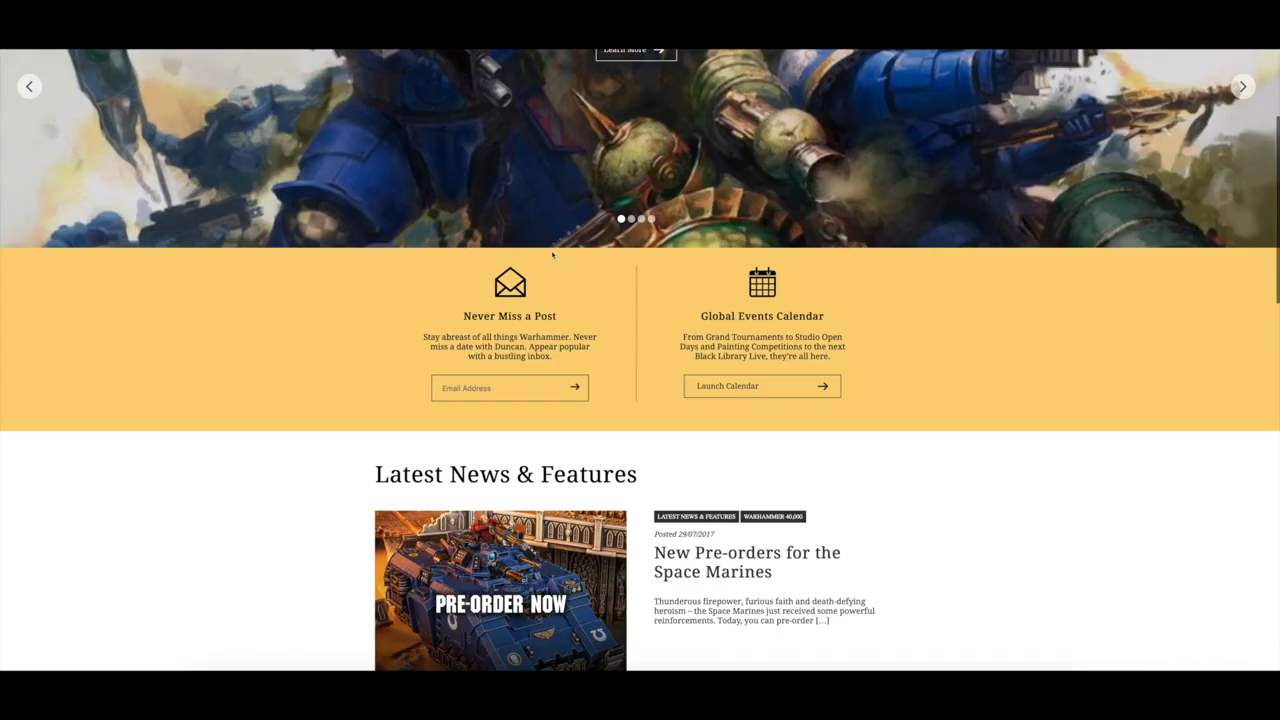 Learn More
Never Miss a Post
Stay abreast of all things Warhammer. Never
miss a date with Duncan. Appear popular
with a bustling inbox.
Email Address
Global Events Calendar
From Grand Tournaments to Studio Open
Days and Painting Competitions to the next
Black Library Live, they're all here.
Launch Calendar
Latest News & Features
PRE-ORDER NOW
LATEST NEWS & FEATURES WARHAMMER 40,000
Posted 29/07/2017
New Pre-orders for the
Space Marines
Thunderous firepower, furious faith and death-defying
heroism – the Space Marines just received some powerful
reinforcements. Today, you can pre-order […]